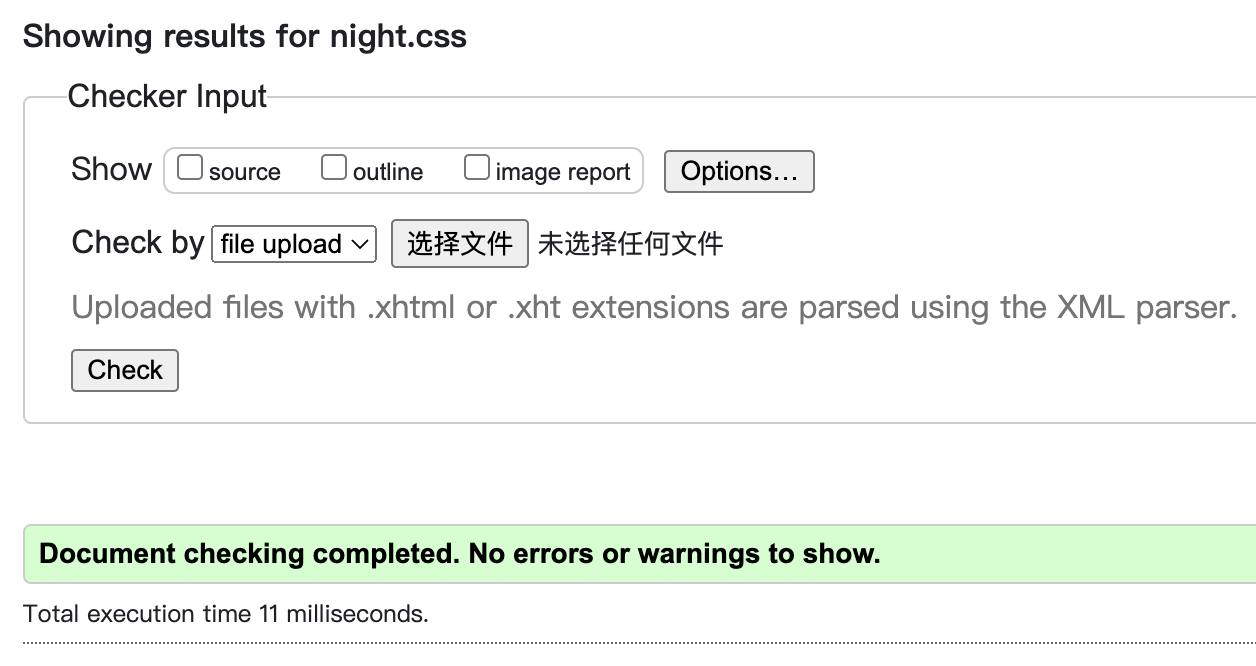 Showing results for night.css
Checker Input
Show source outline image report Options...
Check by file upload 选择文件 未选择任何文件
Uploaded files with .xhtml or .xht extensions are parsed using the XML parser.
Check
Document checking completed. No errors or warnings to show.
Total execution time 11 milliseconds.